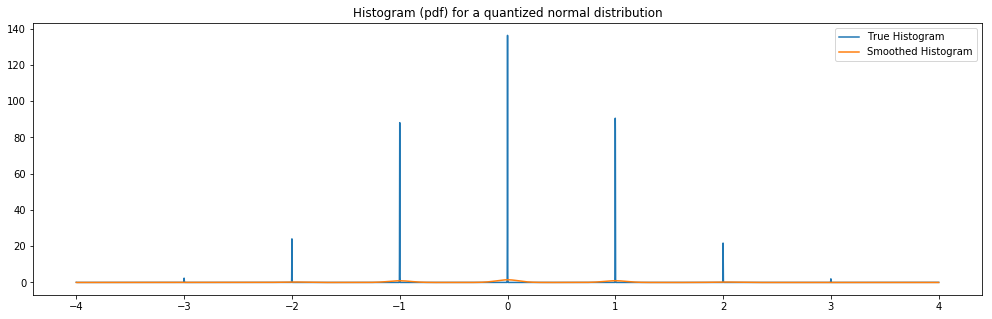 Histogram (pdf) for a quantized normal distribution
140
120
100
80
60
40
20
0
True Histogram
Smoothed Histogram
−4 −3 −2 −1 0 1 2 3 4